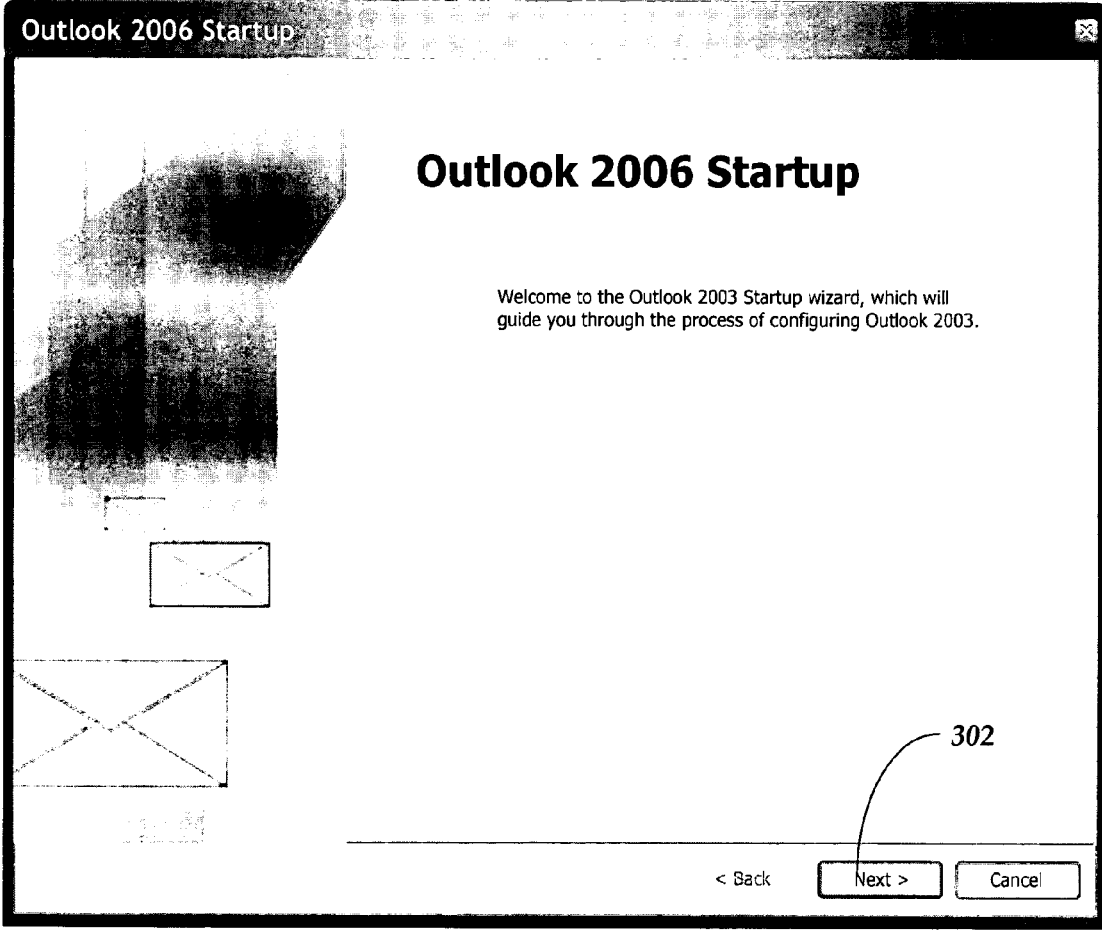 Outlook 2006 Startup
Outlook 2006 Startup
Welcome to the Outlook 2003 Startup wizard, which will
guide you through the process of configuring Outlook 2003.
302
< Back Next > Cancel